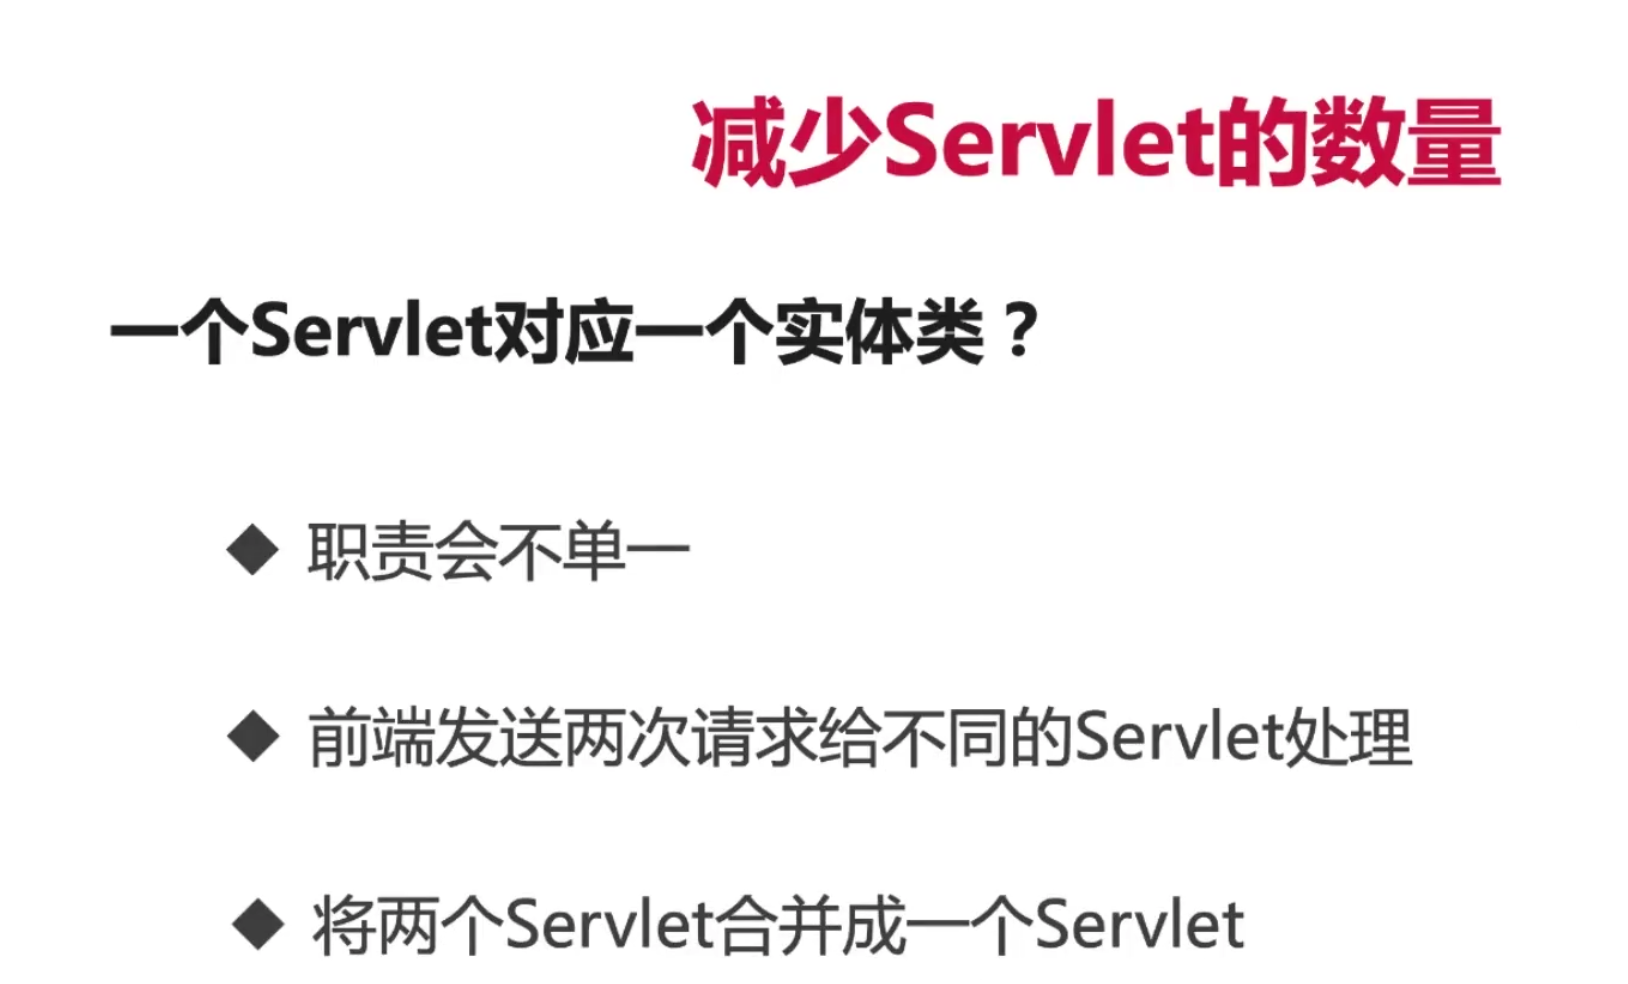 减少Servlet的数量
一个Servlet对应一个实体类？
◆ 职责会不单一
◆ 前端发送两次请求给不同的Servlet处理
◆ 将两个Servlet合并成一个Servlet